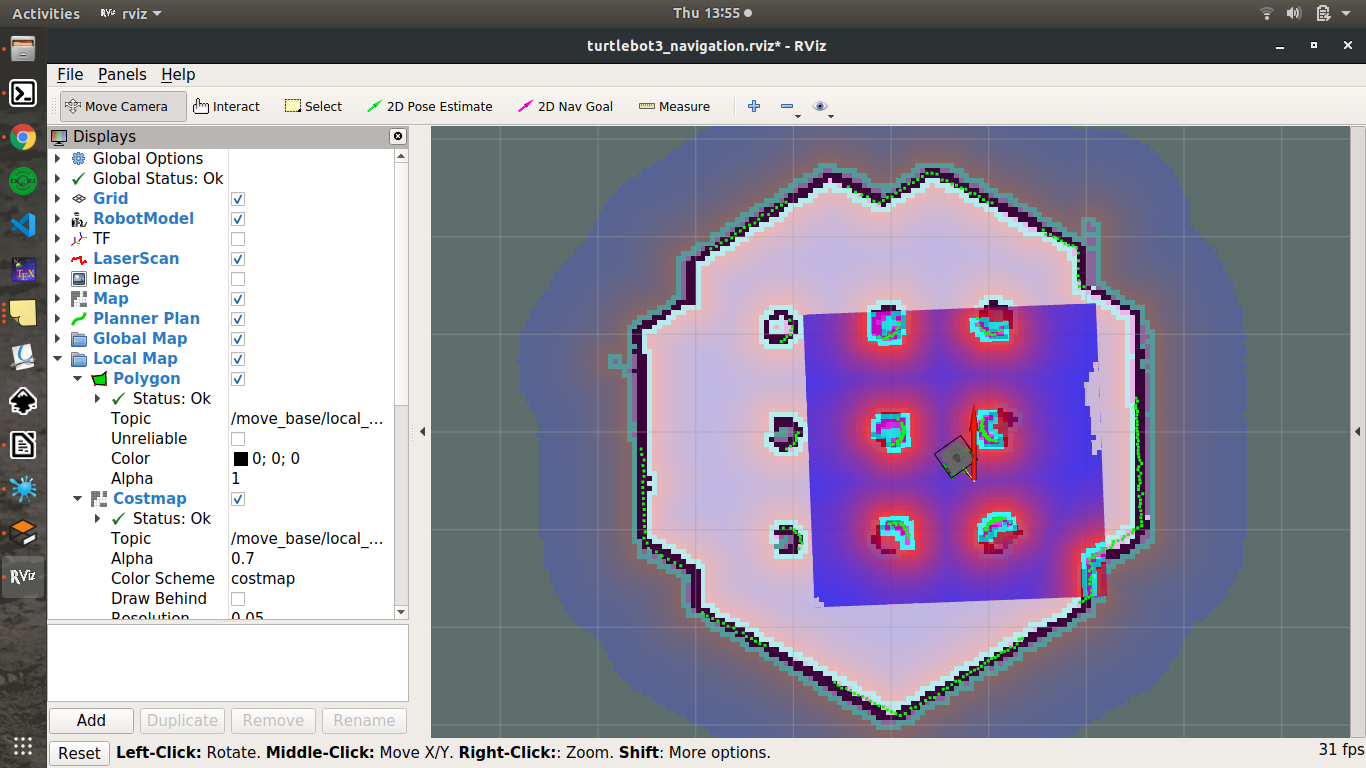 Activities RViz rviz Thu 13:55
turtlebot3_navigation.rviz* - RViz
File Panels Help
Move Camera Interact Select 2D Pose Estimate 2D Nav Goal Measure
Displays
Global Options
Global Status: Ok
Grid
RobotModel
TF
LaserScan
Image
Map
Planner Plan
Global Map
Local Map
Polygon
Status: Ok
Topic /move_base/local_...
Unreliable
Color 0; 0; 0
Alpha 1
Costmap
Status: Ok
Topic /move_base/local_...
Alpha 0.7
Color Scheme costmap
Draw Behind
Resolution 0.05
TEX
RViz
Add Duplicate Remove Rename
Reset Left-Click: Rotate. Middle-Click: Move X/Y. Right-Click:: Zoom. Shift: More options. 31 fps